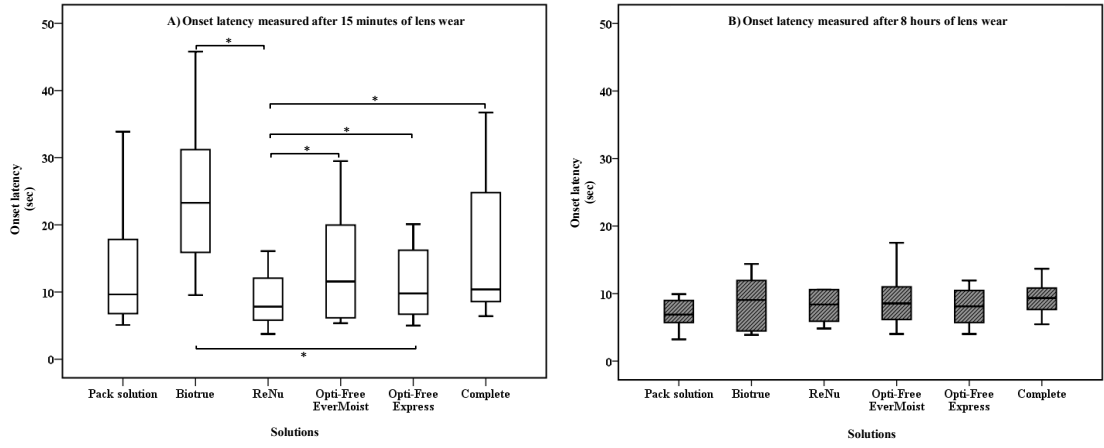 A) Onset latency measured after 15 minutes of lens wear
50
40
30
20
10
0
Onset latency
(sec)
*
*
*
*
*
Pack solution
Biotrue
ReNu
Opti-Free
EverMoist
Opti-Free
Express
Complete
Solutions
B) Onset latency measured after 8 hours of lens wear
50
40
30
20
10
0
Onset latency
(sec)
Pack solution
Biotrue
ReNu
Opti-Free
EverMoist
Opti-Free
Express
Complete
Solutions